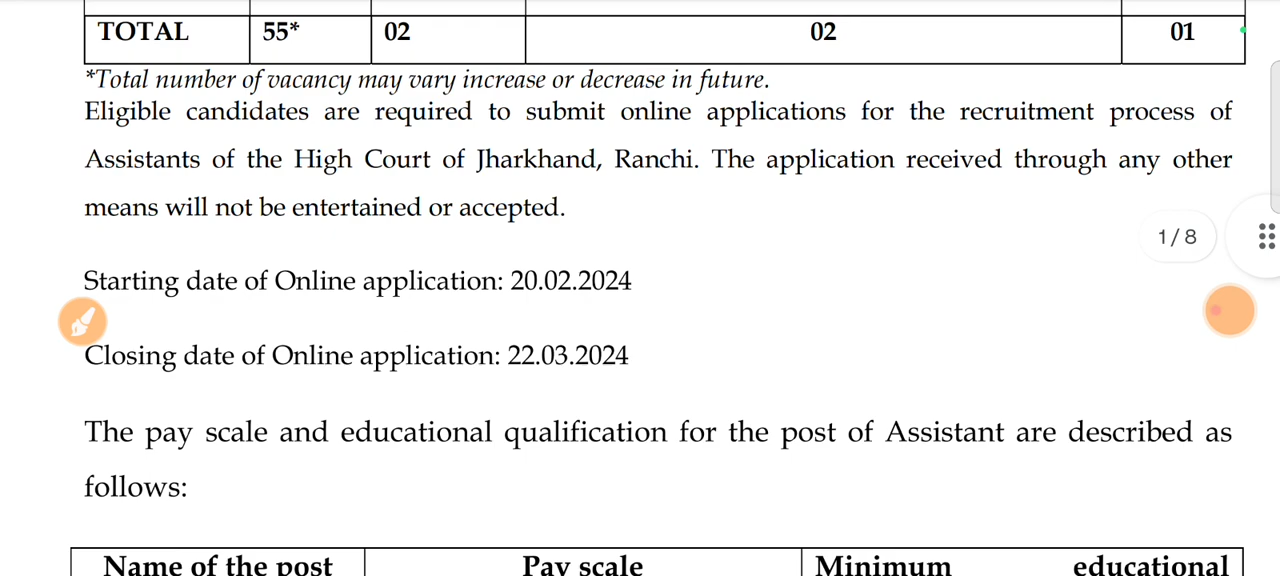 TOTAL 55* 02 02 01
*Total number of vacancy may vary increase or decrease in future.
Eligible candidates are required to submit online applications for the recruitment process of
Assistants of the High Court of Jharkhand, Ranchi. The application received through any other
means will not be entertained or accepted.
1 / 8
Starting date of Online application: 20.02.2024
Closing date of Online application: 22.03.2024
The pay scale and educational qualification for the post of Assistant are described as
follows:
Name of the post Pay scale Minimum educational